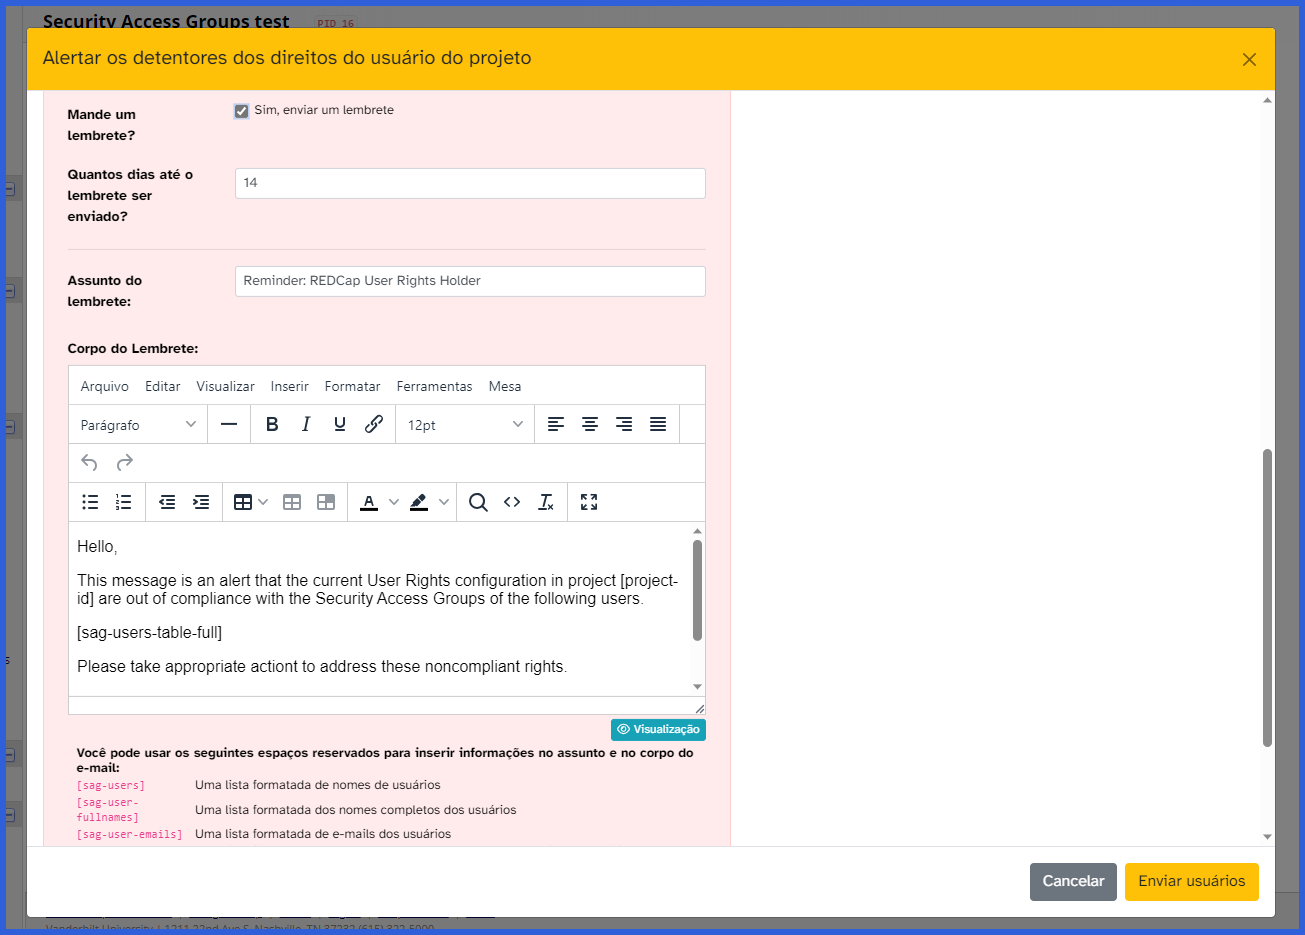 Security Access Groups test PID 16
Alertar os detentores dos direitos do usuário do projeto
Mande um
lembrete?
Sim, enviar um lembrete
Quantos dias até o
lembrete ser
enviado?
14
Assunto do
lembrete:
Reminder: REDCap User Rights Holder
Corpo do Lembrete:
Arquivo Editar Visualizar Inserir Formatar Ferramentas Mesa
Parágrafo
12pt
Hello,
This message is an alert that the current User Rights configuration in project [project-
id] are out of compliance with the Security Access Groups of the following users.
[sag-users-table-full]
Please take appropriate actiont to address these noncompliant rights.
Visualização
Você pode usar os seguintes espaços reservados para inserir informações no assunto e no corpo do
e-mail:
[sag-users] Uma lista formatada de nomes de usuários
[sag-user-
fullnames]
Uma lista formatada dos nomes completos dos usuários
[sag-user-emails] Uma lista formatada de e-mails dos usuários
Cancelar
Enviar usuários
Vanderbilt University | 1211 22nd Ave S, Nashville, TN 37232 (615) 322-5000